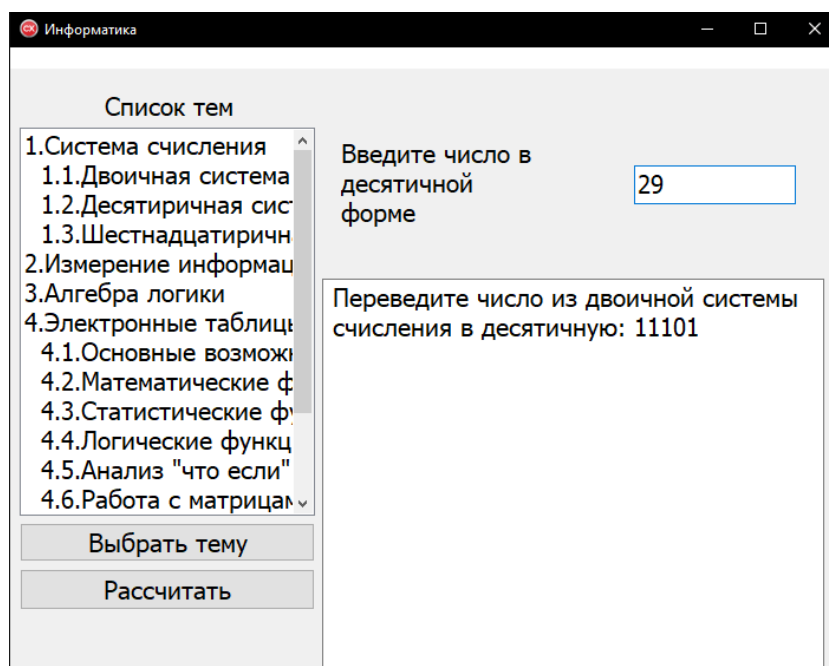 Информатика
Список тем
1.Система счисления
1.1.Двоичная система
1.2.Десятиричная сис
1.3.Шестнадцатиричн
2.Измерение информац
3.Алгебра логики
4.Электронные таблицы
4.1.Основные возможн
4.2.Математические ф
4.3.Статистические фу
4.4.Логические функц
4.5.Анализ "что если"
4.6.Работа с матрицам
Выбрать тему
Рассчитать
Введите число в
десятичной
форме
29
Переведите число из двоичной системы
счисления в десятичную: 11101